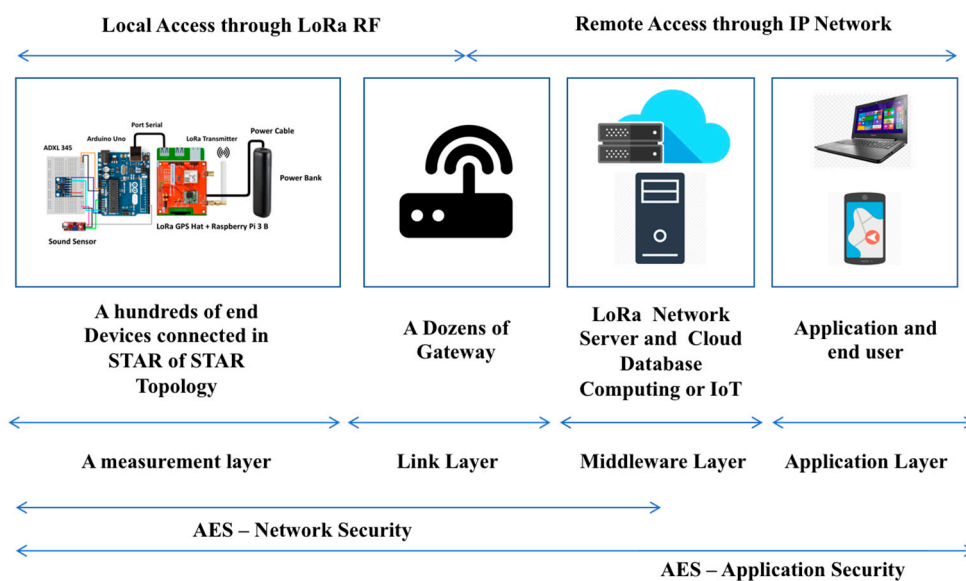 Local Access through LoRa RF
Remote Access through IP Network
Port Serial
Arduino Uno
LoRa Transmitter
Power Cable
ADXL 345
Power Bank
LoRa GPS Hat + Raspberry Pi 3 B
Sound Sensor
A hundreds of end
Devices connected in
STAR of STAR
Topology
A Dozens of
Gateway
LoRa Network
Server and Cloud
Database
Computing or IoT
Application and
end user
A measurement layer
Link Layer
Middleware Layer
Application Layer
AES – Network Security
AES – Application Security